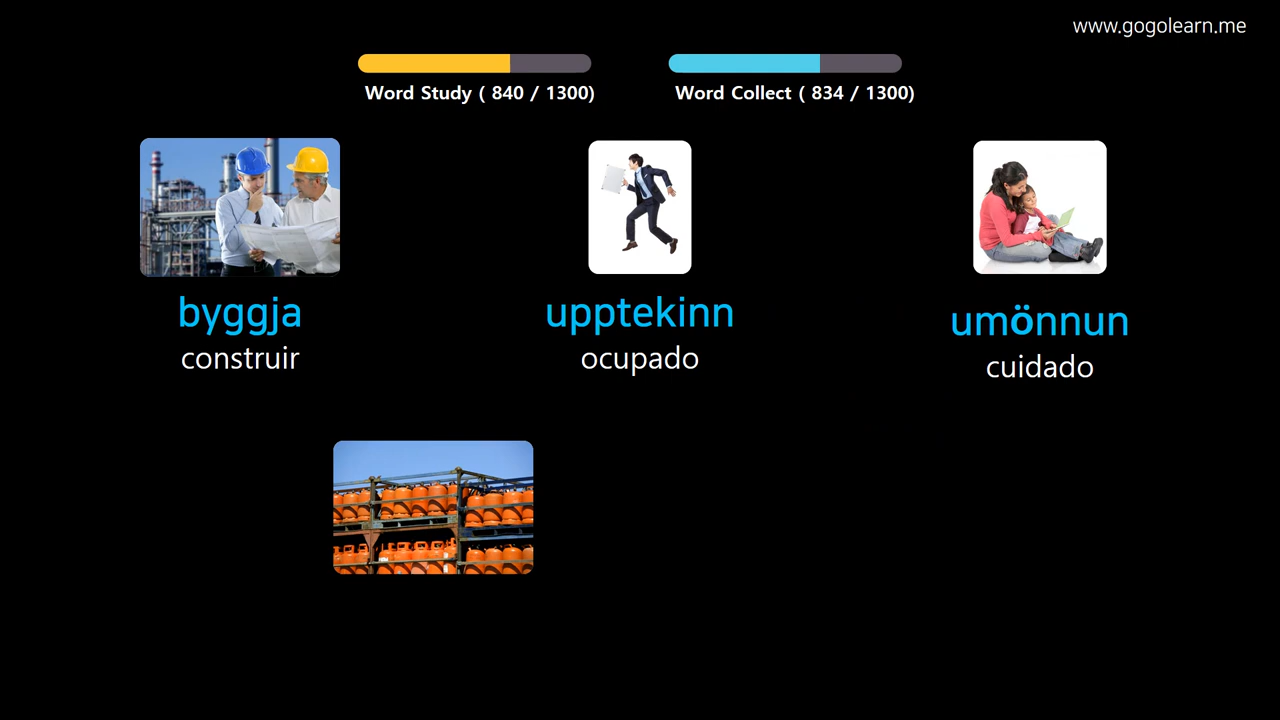 www.gogolearn.me
Word Study ( 840 / 1300)
Word Collect ( 834 / 1300)
byggja
construir
upptekinn
ocupado
umönnun
cuidado